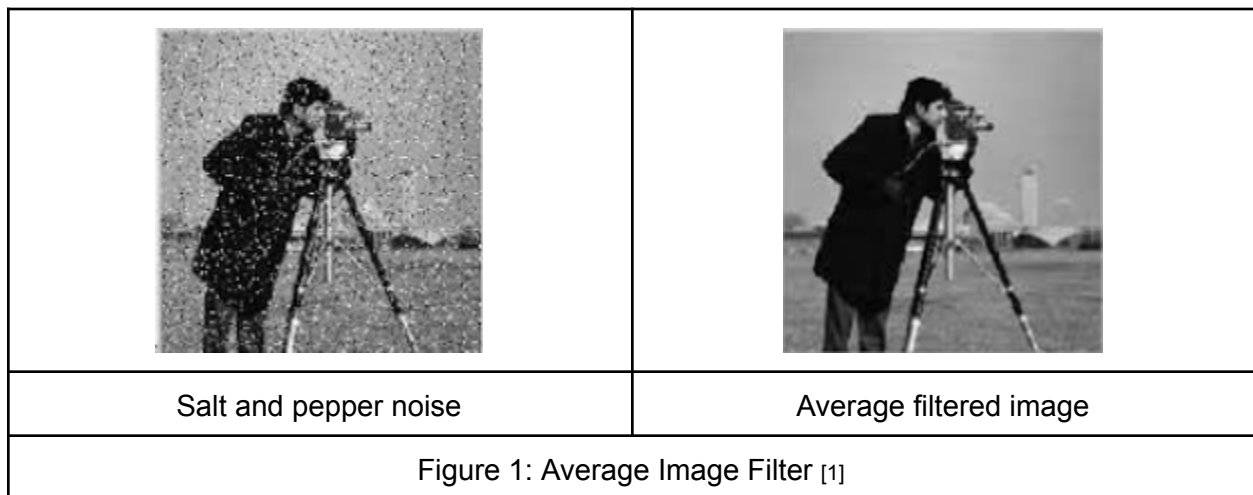 Salt and pepper noise
Average filtered image
Figure 1: Average Image Filter [1]